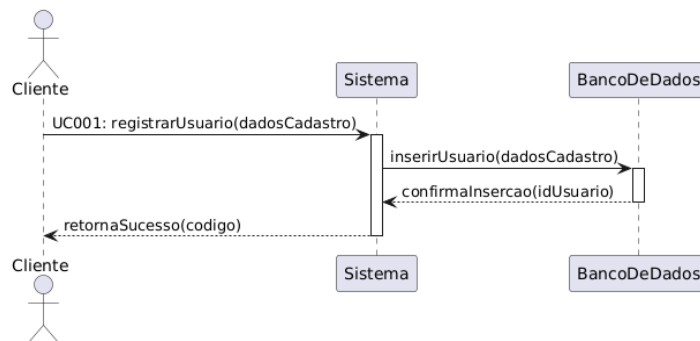 Cliente
Sistema
BancoDeDados
UC001: registrarUsuario(dadosCadastro)
inserirUsuario(dadosCadastro)
confirmaInsercao(idUsuario)
retornaSucesso(codigo)
Cliente
Sistema
BancoDeDados